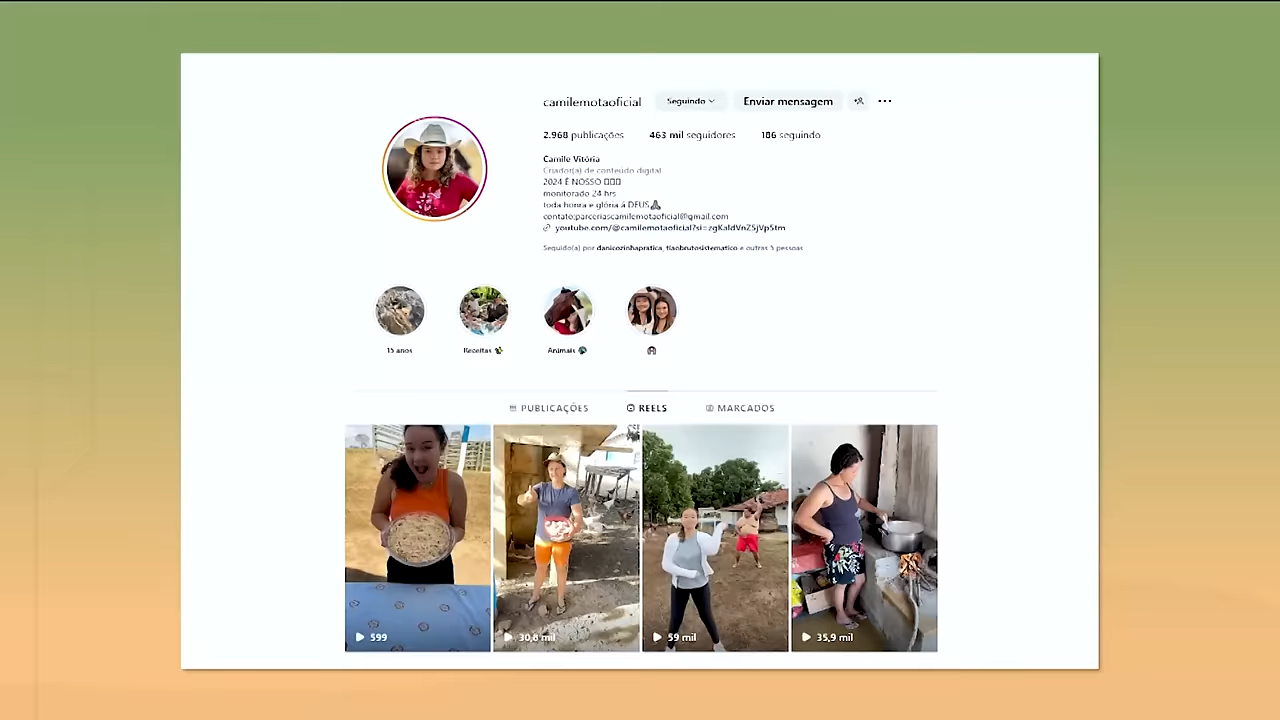 camilemotaoficial Seguindo Enviar mensagem
2.968 publicações 463 mil seguidores 186 seguindo
Camile Vitória
Criador(a) de conteúdo digital
2024 É NOSSO
monitorado 24 hrs
toda honra e glória á DEUS
contato:parceriascamilemotaoficial@gmail.com
youtube.com/@camilemotaoficial?si=zgKaldVnZSjVp5tm
Seguido(a) por danicozinhapratica, tiaobrutosistematico e outras 5 pessoas
15 anos Receitas Animais
PUBLICAÇÕES REELS MARCADOS
599 30,8 mil 59 mil 35,9 mil